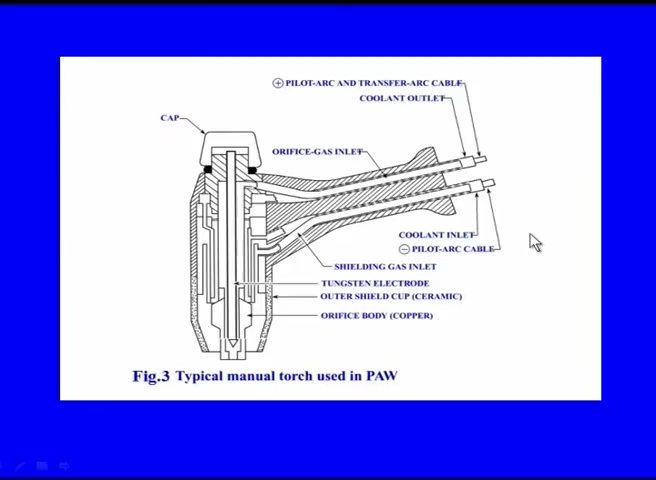 ⊕ PILOT-ARC AND TRANSFER-ARC CABLE
COOLANT OUTLET
CAP
ORIFICE-GAS INLET
COOLANT INLET
⊖ PILOT-ARC CABLE
SHIELDING GAS INLET
TUNGSTEN ELECTRODE
OUTER SHIELD CUP (CERAMIC)
ORIFICE BODY (COPPER)
Fig.3 Typical manual torch used in PAW